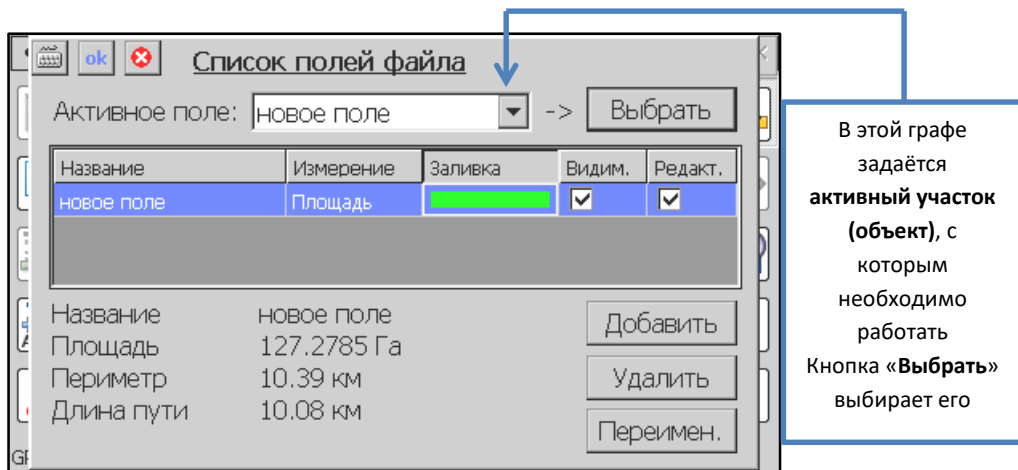 ok
Список полей файла
Активное поле: новое поле -> Выбрать
Название Измерение Заливка Видим. Редакт.
новое поле Площадь
Название новое поле
Площадь 127.2785 Га
Периметр 10.39 км
Длина пути 10.08 км
Добавить
Удалить
Переимен.
В этой графе
задаётся
активный участок
(объект), с
которым
необходимо
работать
Кнопка «Выбрать»
выбирает его